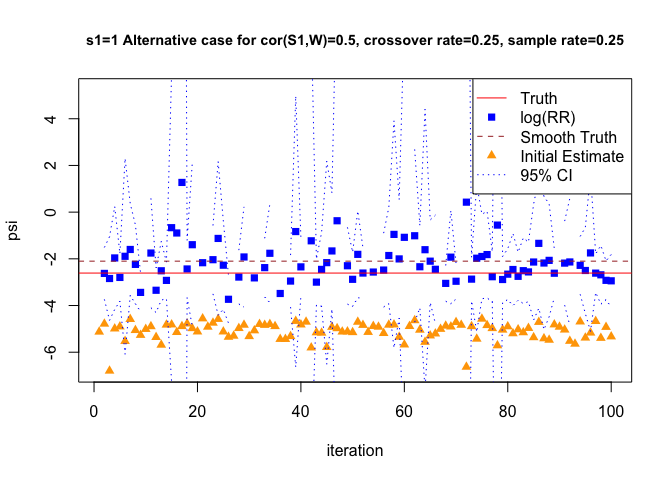 s1=1 Alternative case for cor(S1,W)=0.5, crossover rate=0.25, sample rate=0.25
Truth
log(RR)
Smooth Truth
Initial Estimate
95% CI
psi
4
2
0
-2
-4
-6
0 20 40 60 80 100
iteration